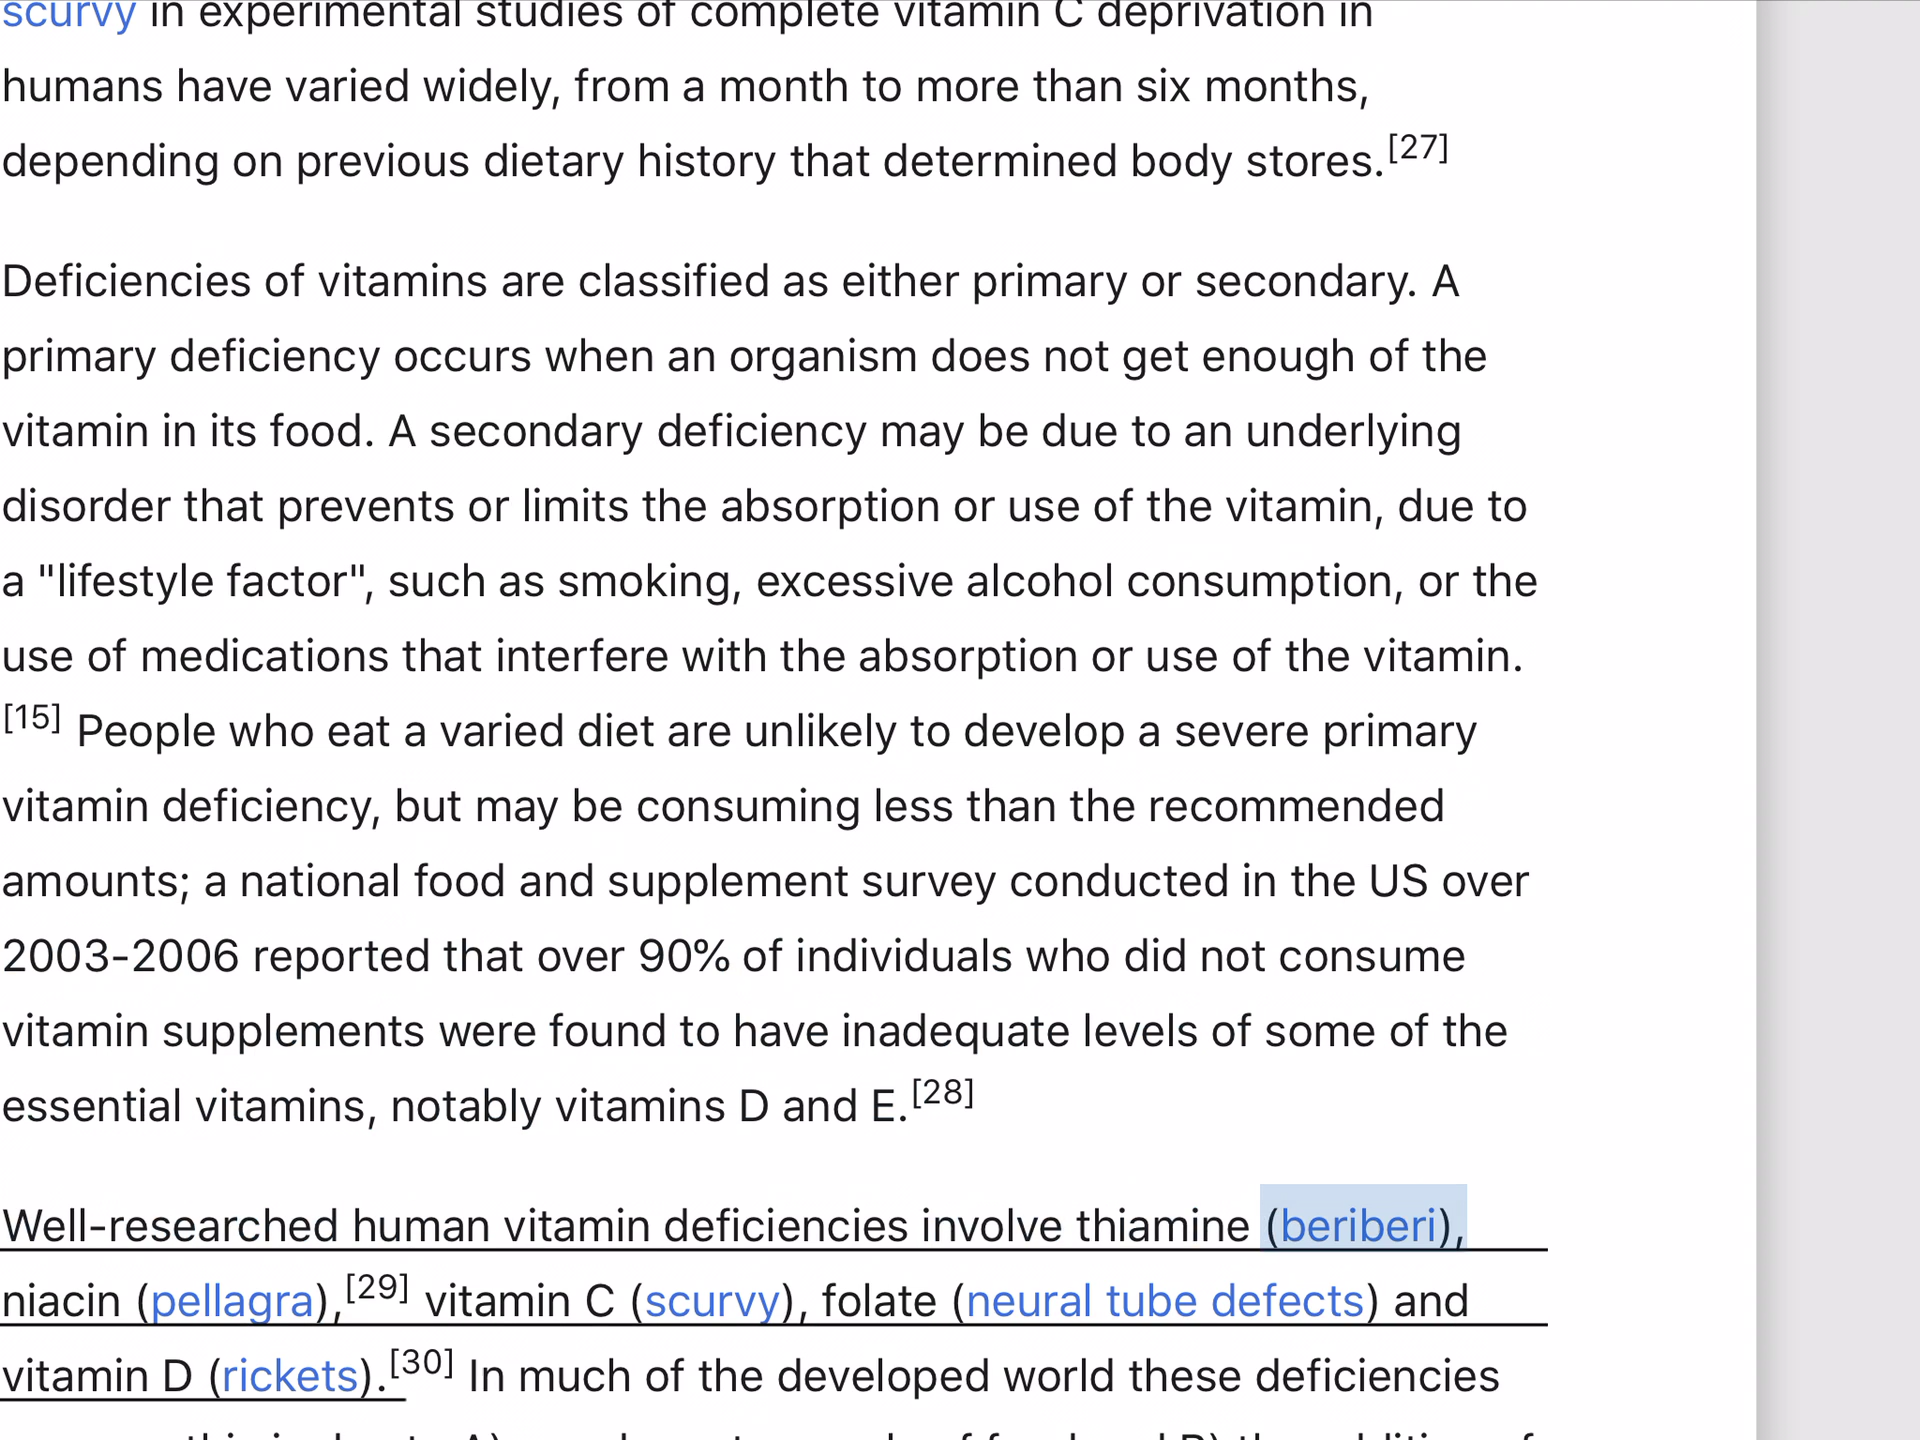 scurvy in experimental studies of complete vitamin C deprivation in
humans have varied widely, from a month to more than six months,
depending on previous dietary history that determined body stores.[27]
Deficiencies of vitamins are classified as either primary or secondary. A
primary deficiency occurs when an organism does not get enough of the
vitamin in its food. A secondary deficiency may be due to an underlying
disorder that prevents or limits the absorption or use of the vitamin, due to
a "lifestyle factor", such as smoking, excessive alcohol consumption, or the
use of medications that interfere with the absorption or use of the vitamin.
[15] People who eat a varied diet are unlikely to develop a severe primary
vitamin deficiency, but may be consuming less than the recommended
amounts; a national food and supplement survey conducted in the US over
2003-2006 reported that over 90% of individuals who did not consume
vitamin supplements were found to have inadequate levels of some of the
essential vitamins, notably vitamins D and E.[28]
Well-researched human vitamin deficiencies involve thiamine (beriberi),
niacin (pellagra),[29] vitamin C (scurvy), folate (neural tube defects) and
vitamin D (rickets).[30] In much of the developed world these deficiencies